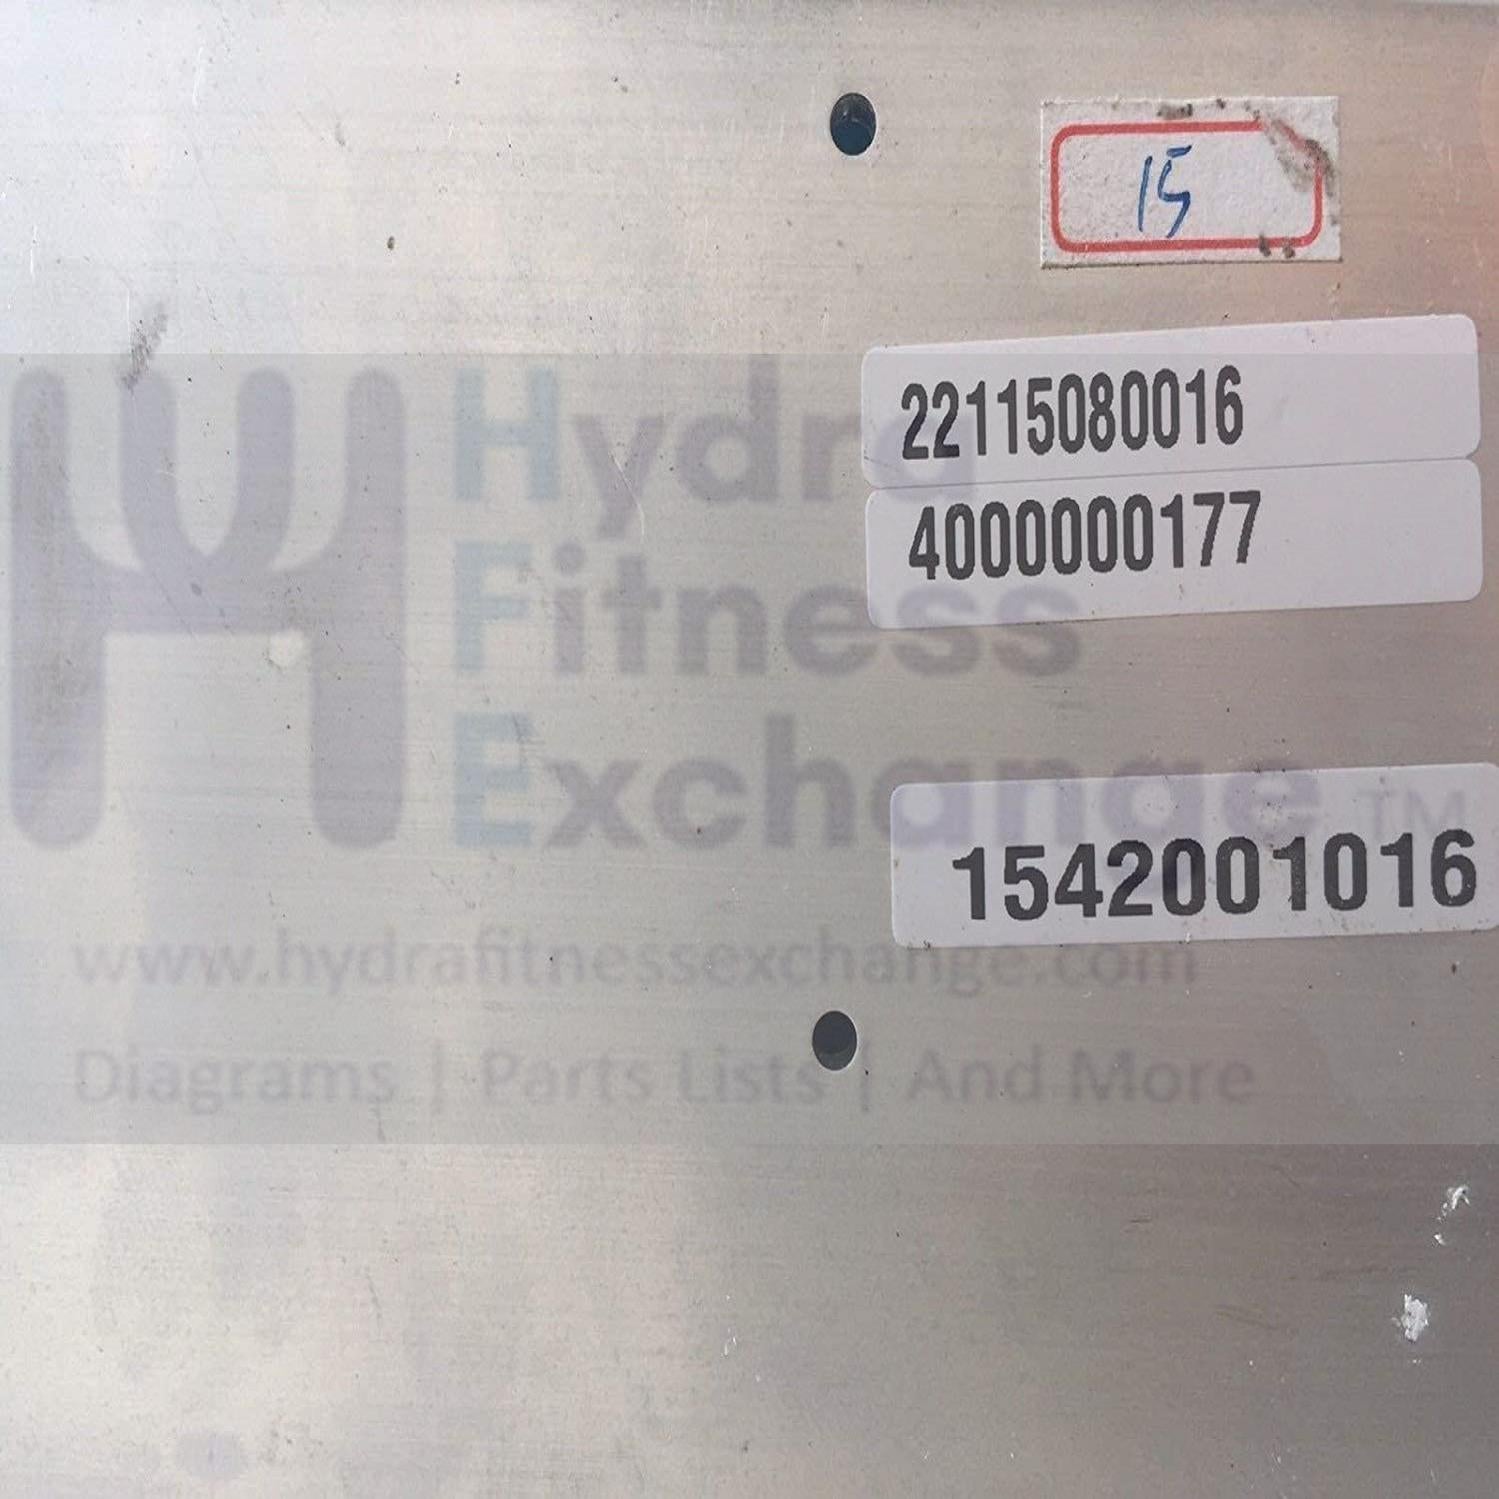 15
22115080016
4000000177
1542001016
Hydra
Fitness
Exchange TM
www.hydrafitnessexchange.com
Diagrams | Parts Lists | And More